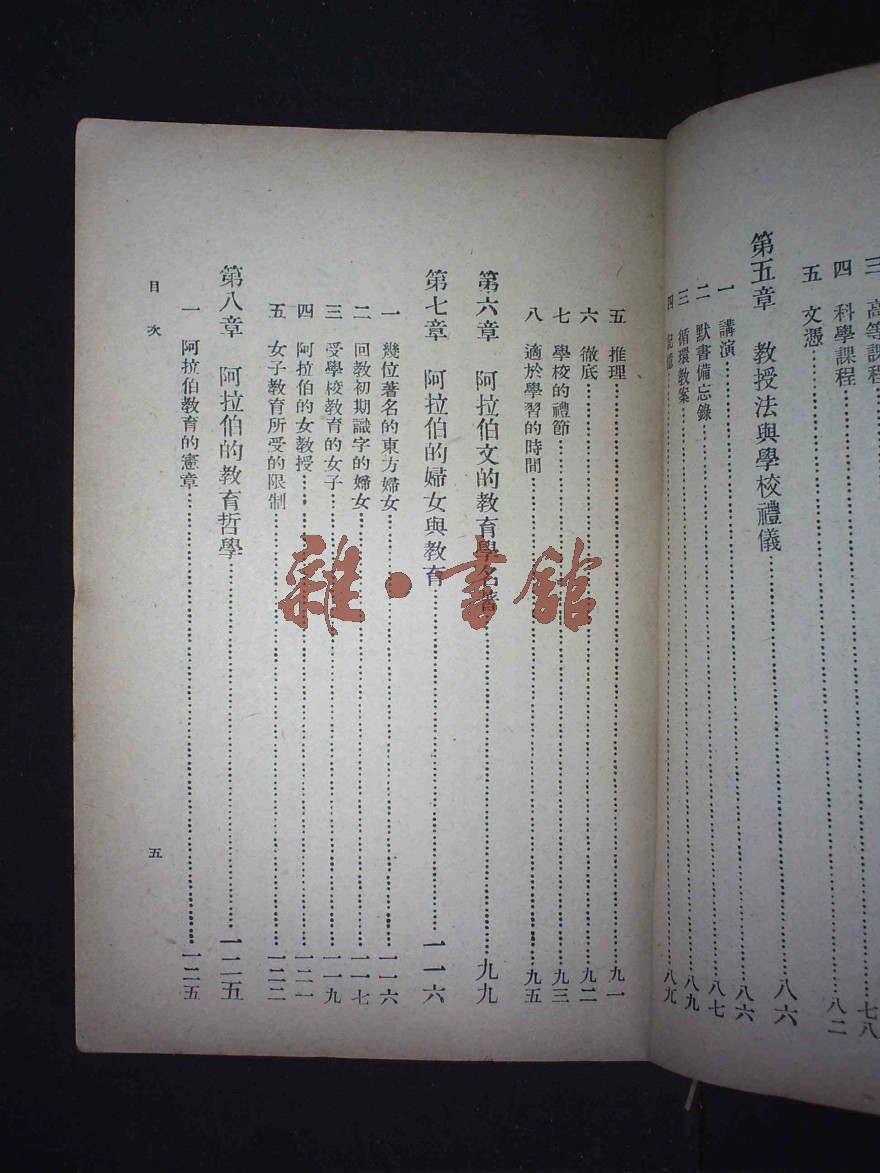 三 高等課程……七八
四 科學課程……八二
五 文憑……
第五章 教授法與學校禮儀……八六
一 講演……八六
二 默書備忘錄……八七
三 循環教案……八九
四 記憶……八九
五 推理……九一
六 徹底……九二
七 學校的禮節……九三
八 適於學習的時間……九五
第六章 阿拉伯文的教育學名著……九九
第七章 阿拉伯的婦女與教育……一一六
一 幾位著名的東方婦女……一一六
二 回教初期識字的婦女……一一七
三 受學校教育的女子……一一九
四 阿拉伯的女教授……一二一
五 女子教育所受的限制……一二二
第八章 阿拉伯的教育哲學……一二五
一 阿拉伯教育的憲章……一二五
目次
五
雜·書館